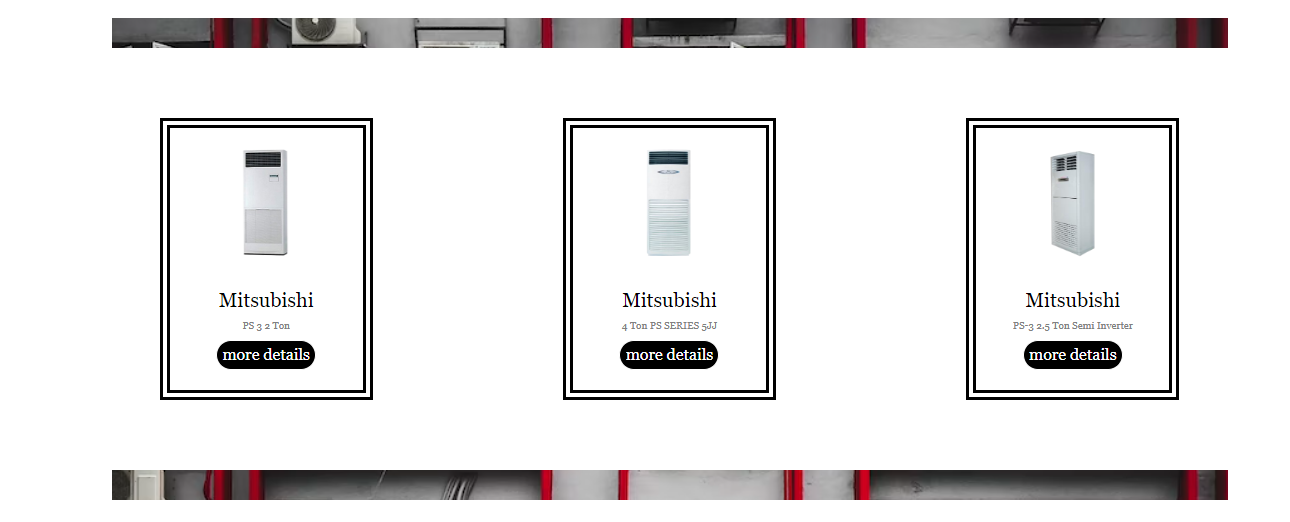 Mitsubishi
PS 3 2 Ton
more details
Mitsubishi
4 Ton PS SERIES 5JJ
more details
Mitsubishi
PS-3 2.5 Ton Semi Inverter
more details